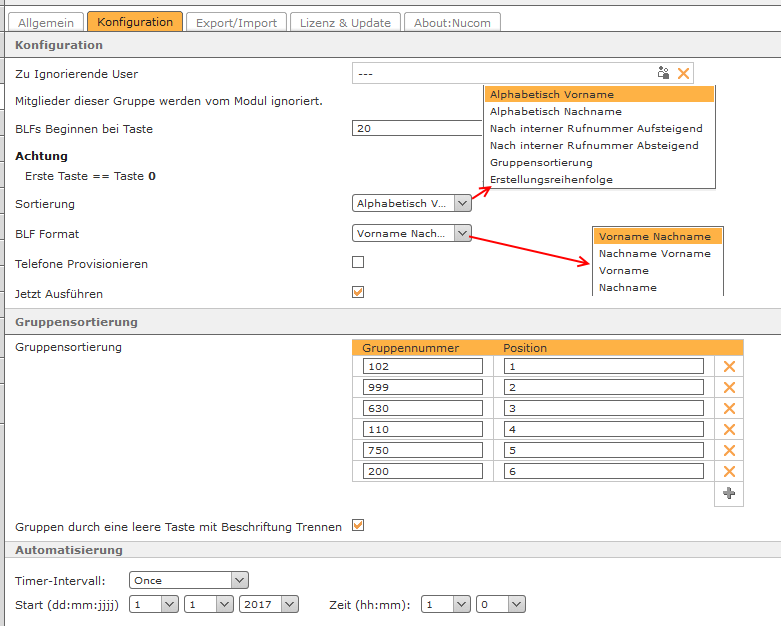 Allgemein Konfiguration Export/Import Lizenz & Update About:Nucom
Konfiguration
Zu Ignorierende User ---
Mitglieder dieser Gruppe werden vom Modul ignoriert.
BLFs Beginnen bei Taste 20
Alphabetisch Vorname
Alphabetisch Nachname
Nach interner Rufnummer Aufsteigend
Nach interner Rufnummer Absteigend
Gruppensortierung
Erstellungsreihenfolge
Achtung
Erste Taste == Taste 0
Sortierung Alphabetisch V...
BLF Format Vorname Nach...
Vorname Nachname
Nachname Vorname
Vorname
Nachname
Telefone Provisionieren
Jetzt Ausführen
Gruppensortierung
Gruppensortierung
Gruppennummer Position
102 1
999 2
630 3
110 4
750 5
200 6
Gruppen durch eine leere Taste mit Beschriftung Trennen
Automatisierung
Timer-Intervall: Once
Start (dd:mm:jjjj) 1 1 2017 Zeit (hh:mm): 1 0